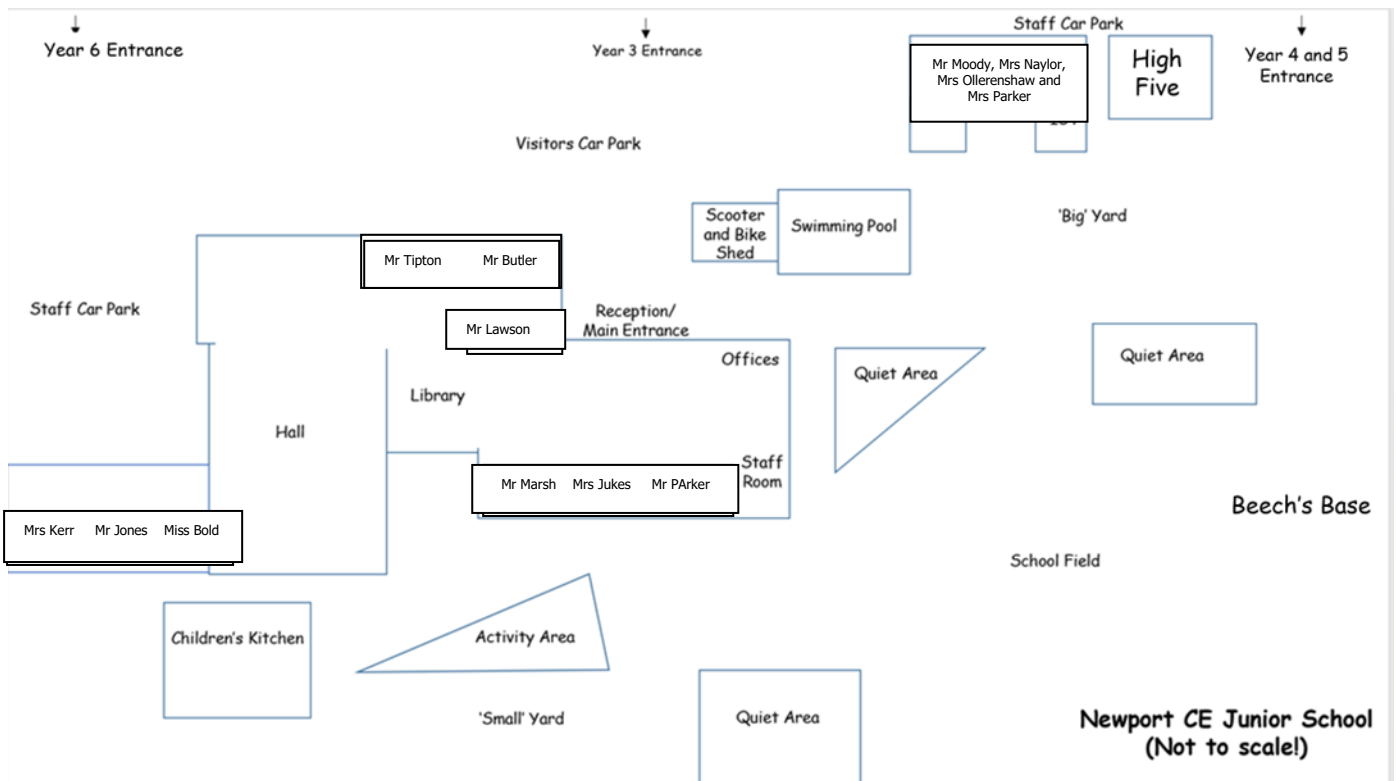 Staff Car Park
Year 6 Entrance
Year 3 Entrance
Year 4 and 5
Entrance
Mr Moody, Mrs Naylor,
Mrs Ollerenshaw and
Mrs Parker
High
Five
Visitors Car Park
Scooter
and Bike
Shed
Swimming Pool
'Big' Yard
Mr Tipton Mr Butler
Staff Car Park
Mr Lawson
Reception/
Main Entrance
Offices
Quiet Area
Quiet Area
Library
Hall
Staff
Room
Mr Marsh Mrs Jukes Mr PArker
Beech's Base
Mrs Kerr Mr Jones Miss Bold
School Field
Children's Kitchen
Activity Area
'Small' Yard
Quiet Area
Newport CE Junior School
(Not to scale!)